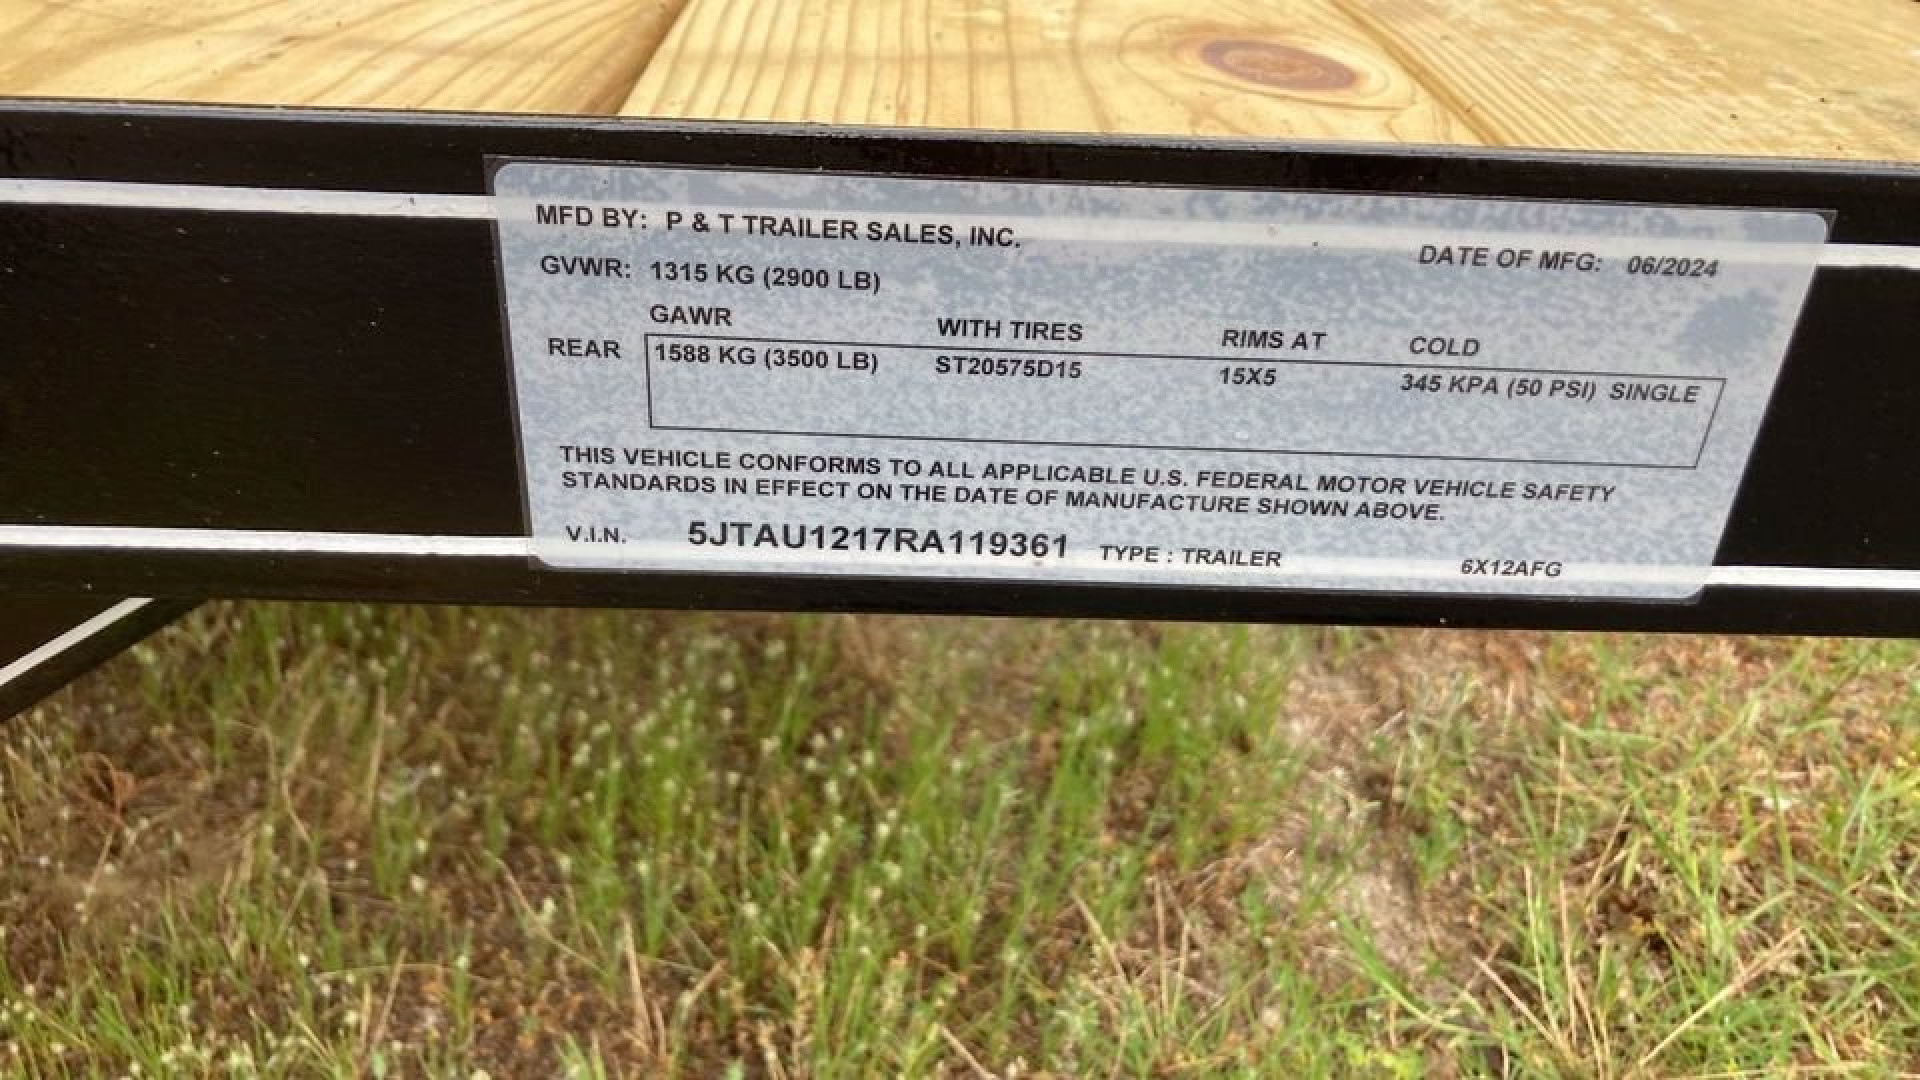 MFD BY: P & T TRAILER SALES, INC.
DATE OF MFG: 06/2024
GVWR: 1315 KG (2900 LB)
GAWR WITH TIRES RIMS AT COLD
REAR 1588 KG (3500 LB) ST20575D15 15X5 345 KPA (50 PSI) SINGLE
THIS VEHICLE CONFORMS TO ALL APPLICABLE U.S. FEDERAL MOTOR VEHICLE SAFETY
STANDARDS IN EFFECT ON THE DATE OF MANUFACTURE SHOWN ABOVE.
V.I.N. 5JTAU1217RA119361 TYPE : TRAILER 6X12AFG